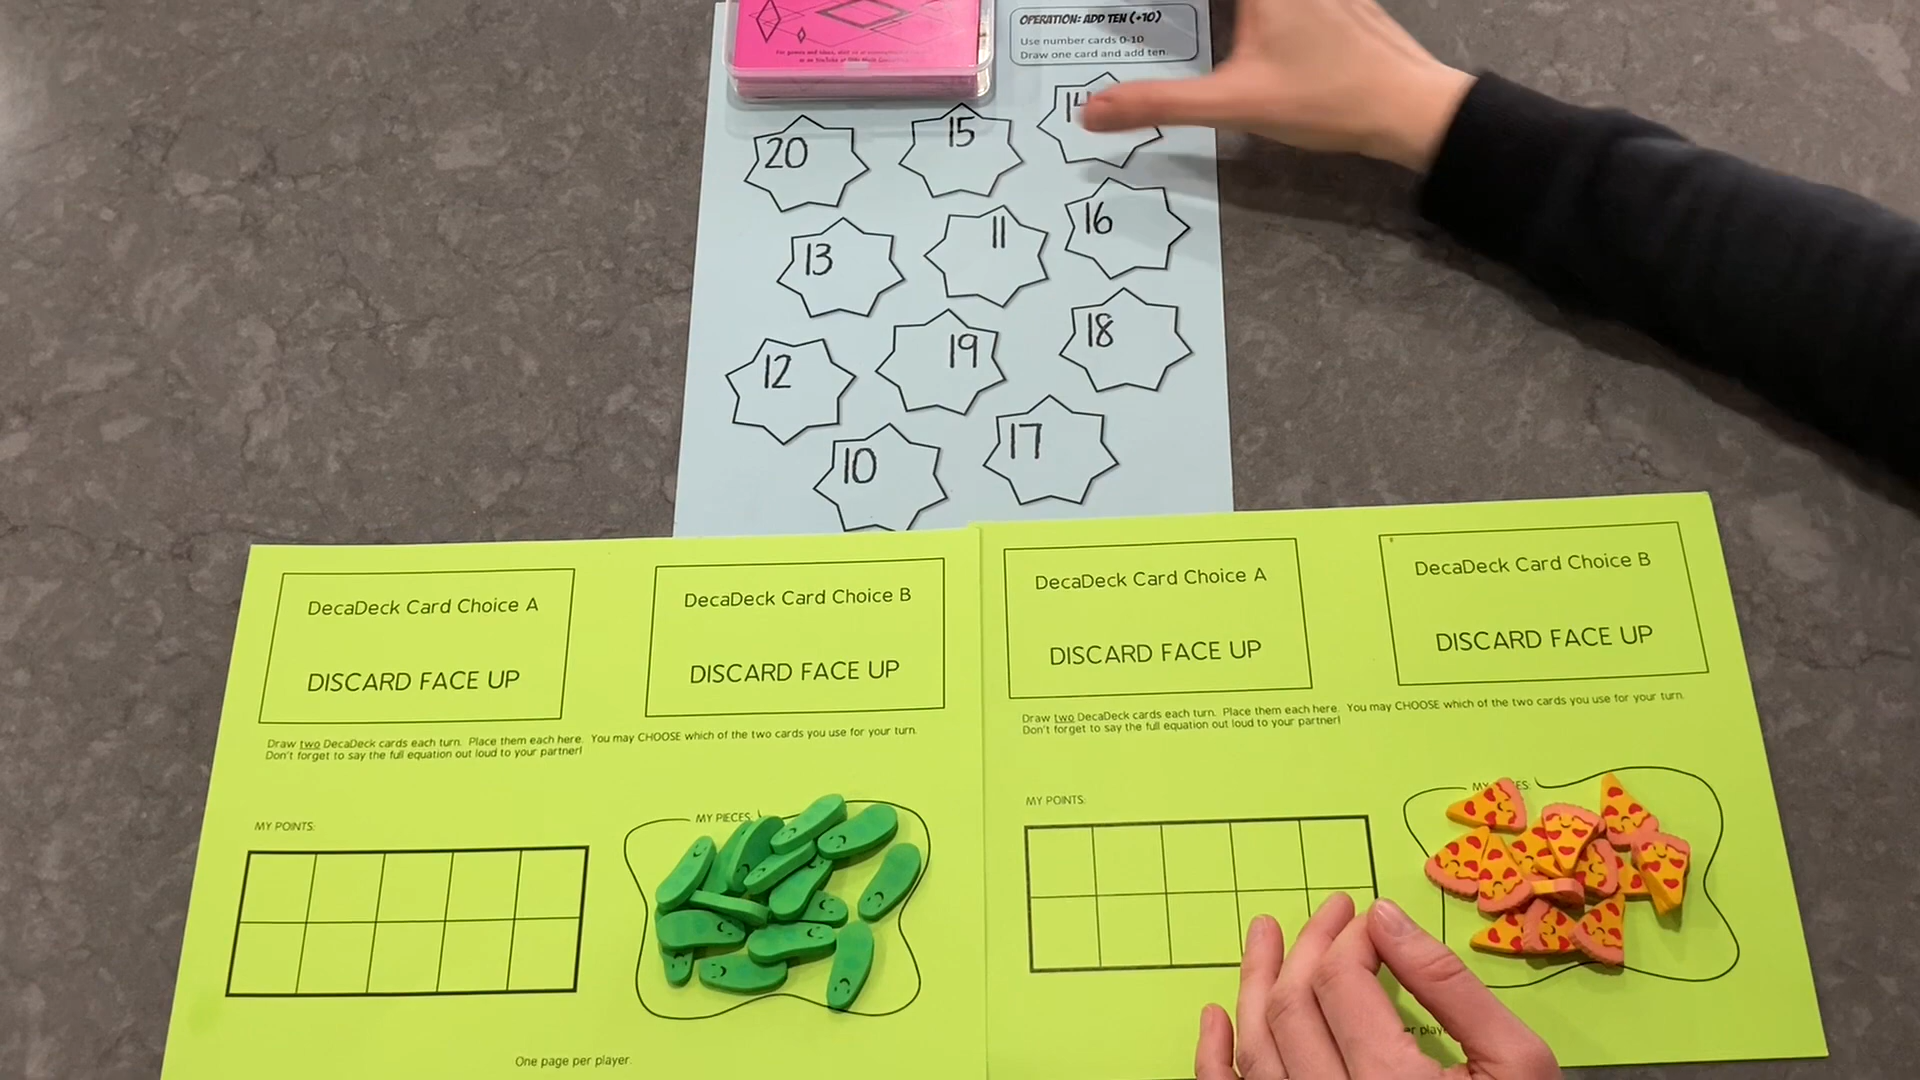 OPERATION: ADD TEN (+10)
Use number cards 0-10
Draw one card and add ten.
20
15
13
11
16
12
19
18
10
17
DecaDeck Card Choice A
DISCARD FACE UP
DecaDeck Card Choice B
DISCARD FACE UP
Draw two DecaDeck cards each turn. Place them each here. You may CHOOSE which of the two cards you use for your turn.
Don't forget to say the full equation out loud to your partner!
MY POINTS:
MY PIECES:
One page per player.
DecaDeck Card Choice A
DISCARD FACE UP
DecaDeck Card Choice B
DISCARD FACE UP
Draw two DecaDeck cards each turn. Place them each here. You may CHOOSE which of the two cards you use for your turn.
Don't forget to say the full equation out loud to your partner!
MY POINTS:
MY